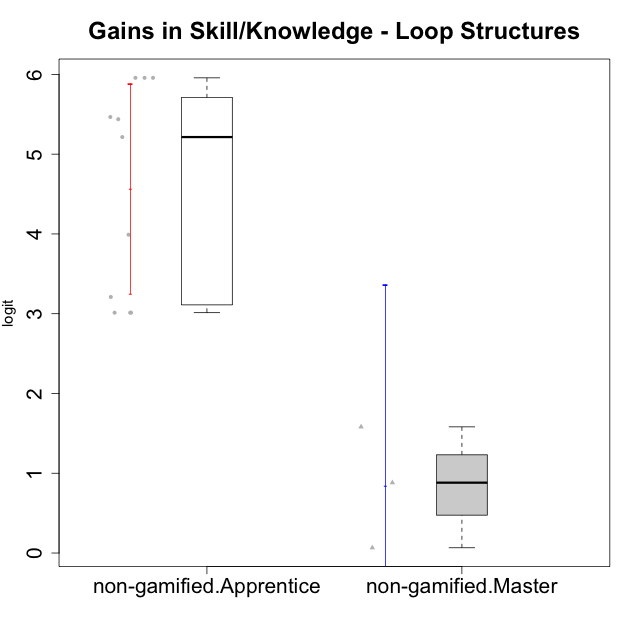 Gains in Skill/Knowledge - Loop Structures
6
5
4
3
2
1
0
logit
non-gamified.Apprentice
non-gamified.Master